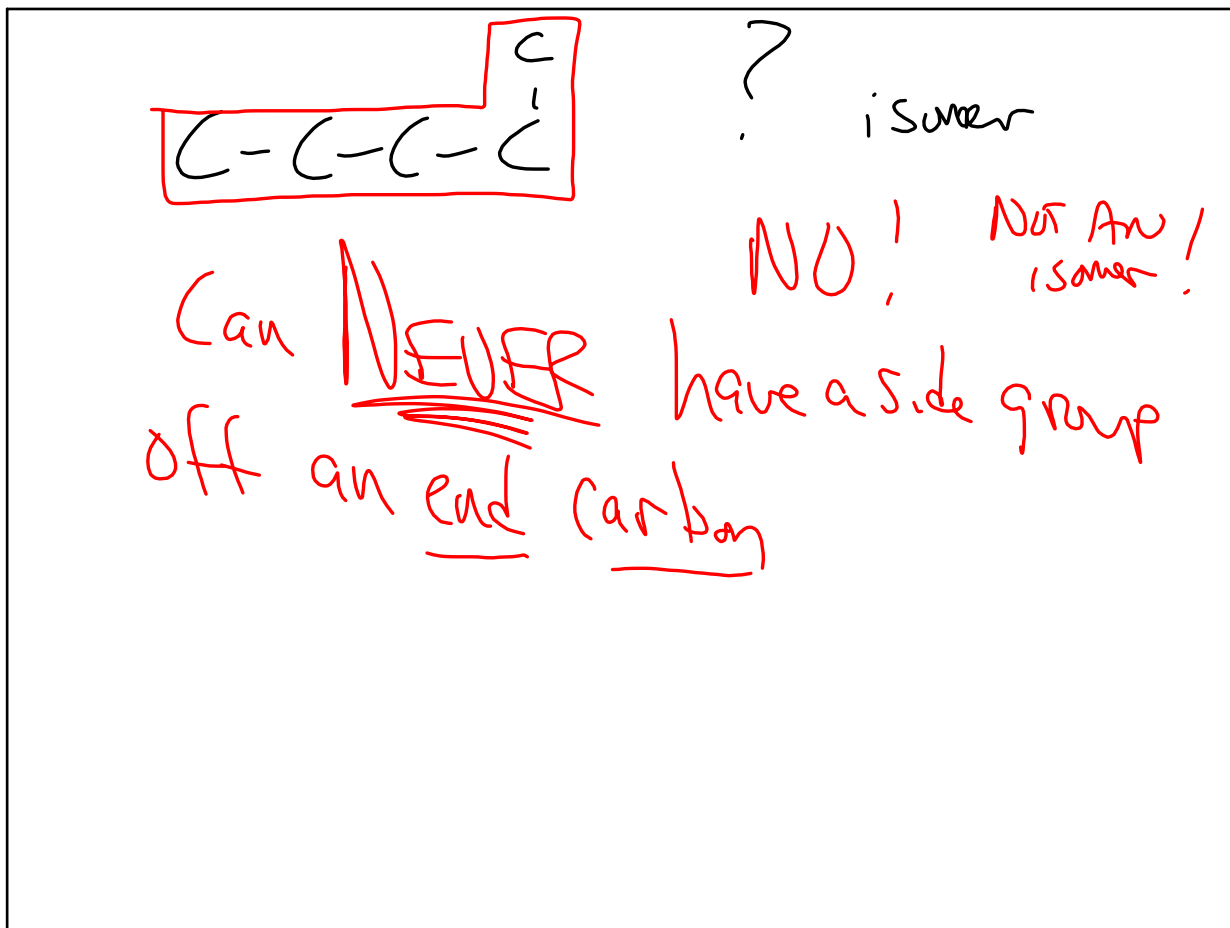 C
?
isomer
C - C - C - C
NO! NOT AN isomer!
Can NEVER have a side group
off an end carbon